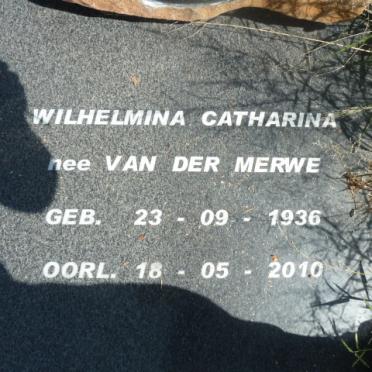 WILHELMINA CATHARINA
nee VAN DER MERWE
GEB. 23 - 09 - 1936
OORL. 18 - 05 - 2010